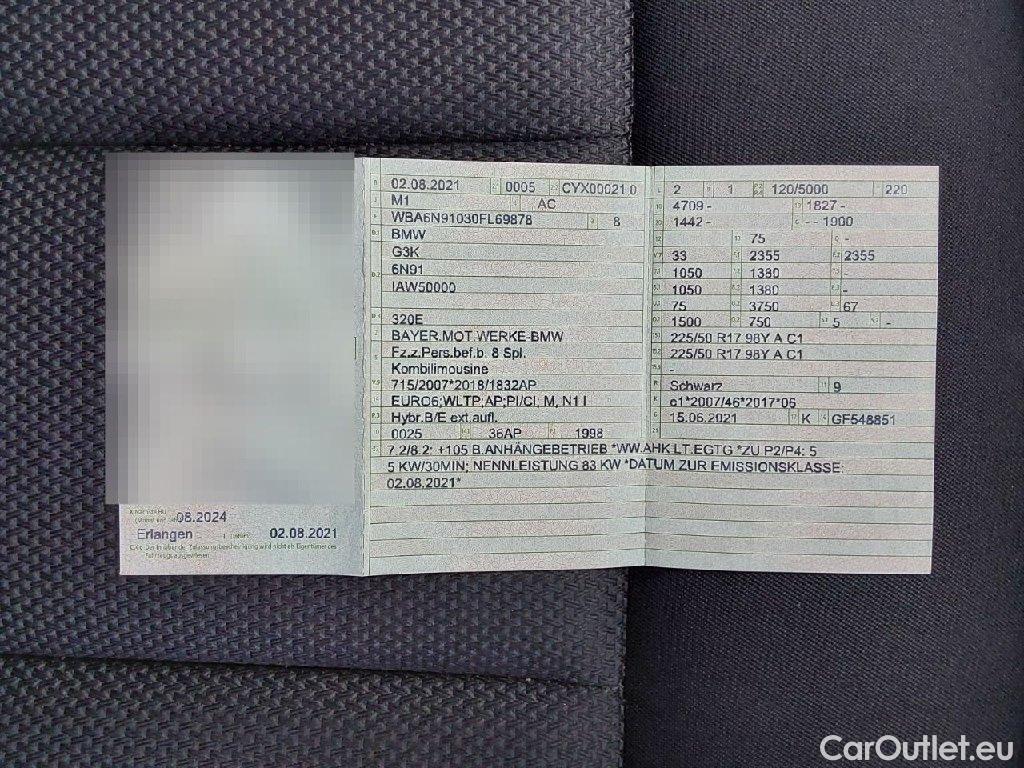 08.2024
Erlangen 02.08.2021
02.08.2021 0005 CYX00021 0
M1 AC
WBA6N91030FL69878 8
BMW
G3K
6N91
IAW50000
320E
BAYER.MOT.WERKE-BMW
Fz.z.Pers.bef.b. 8 Spl.
Kombilimousine
715/2007*2018/1832AP
EURO6;WLTP;AP;PI/CI; M, N1 I
Hybr.B/E ext.aufl.
0025 36AP 1998
7.2/8.2: +105 B.ANHÄNGEBETRIEB *WW.AHK LT.EGTG *ZU P2/P4: 5
5 KW/30MIN; NENNLEISTUNG 83 KW *DATUM ZUR EMISSIONSKLASSE:
02.08.2021*
2 1 120/5000 220
4709 - 1827 -
1442 - - - 1900
75 -
33 2355 2355
1050 1380 -
1050 1380 -
75 3750 67
1500 750 5 -
225/50 R17 98Y A C1
225/50 R17 98Y A C1
-
Schwarz 9
e1*2007/46*2017*06
15.06.2021 K GF548851
CarOutlet.eu